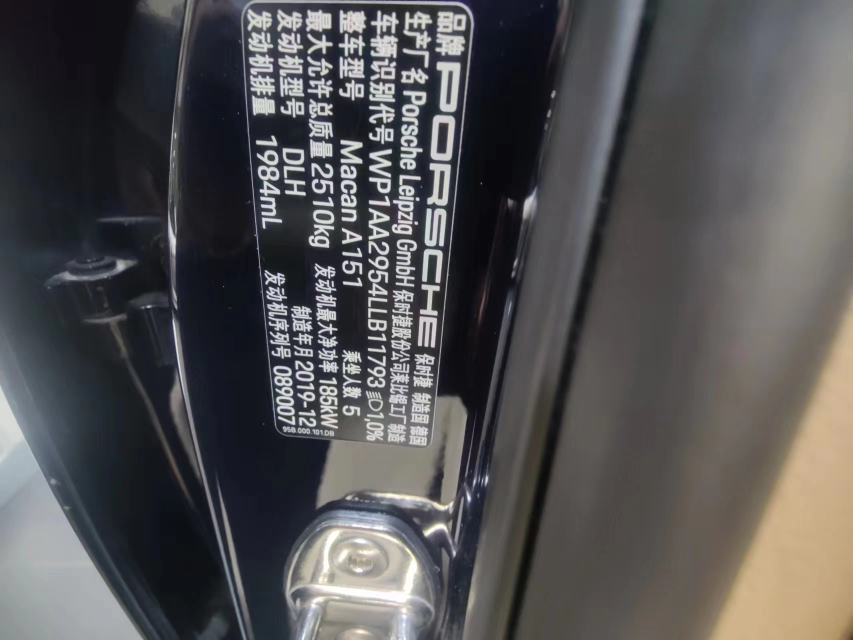 品牌 PORSCHE 保时捷 制造国 德国
生产厂名 Porsche Leipzig GmbH 保时捷股份公司莱比锡工厂制造
车辆识别代号 WP1AA2954LLB11793 1,0%
整车型号 Macan A151 乘坐人数 5
最大允许总质量 2510kg 发动机最大净功率 185kW
发动机型号 DLH 制造年月 2019-12
发动机排量 1984mL 发动机序列号 089007
95B.000.101.DB